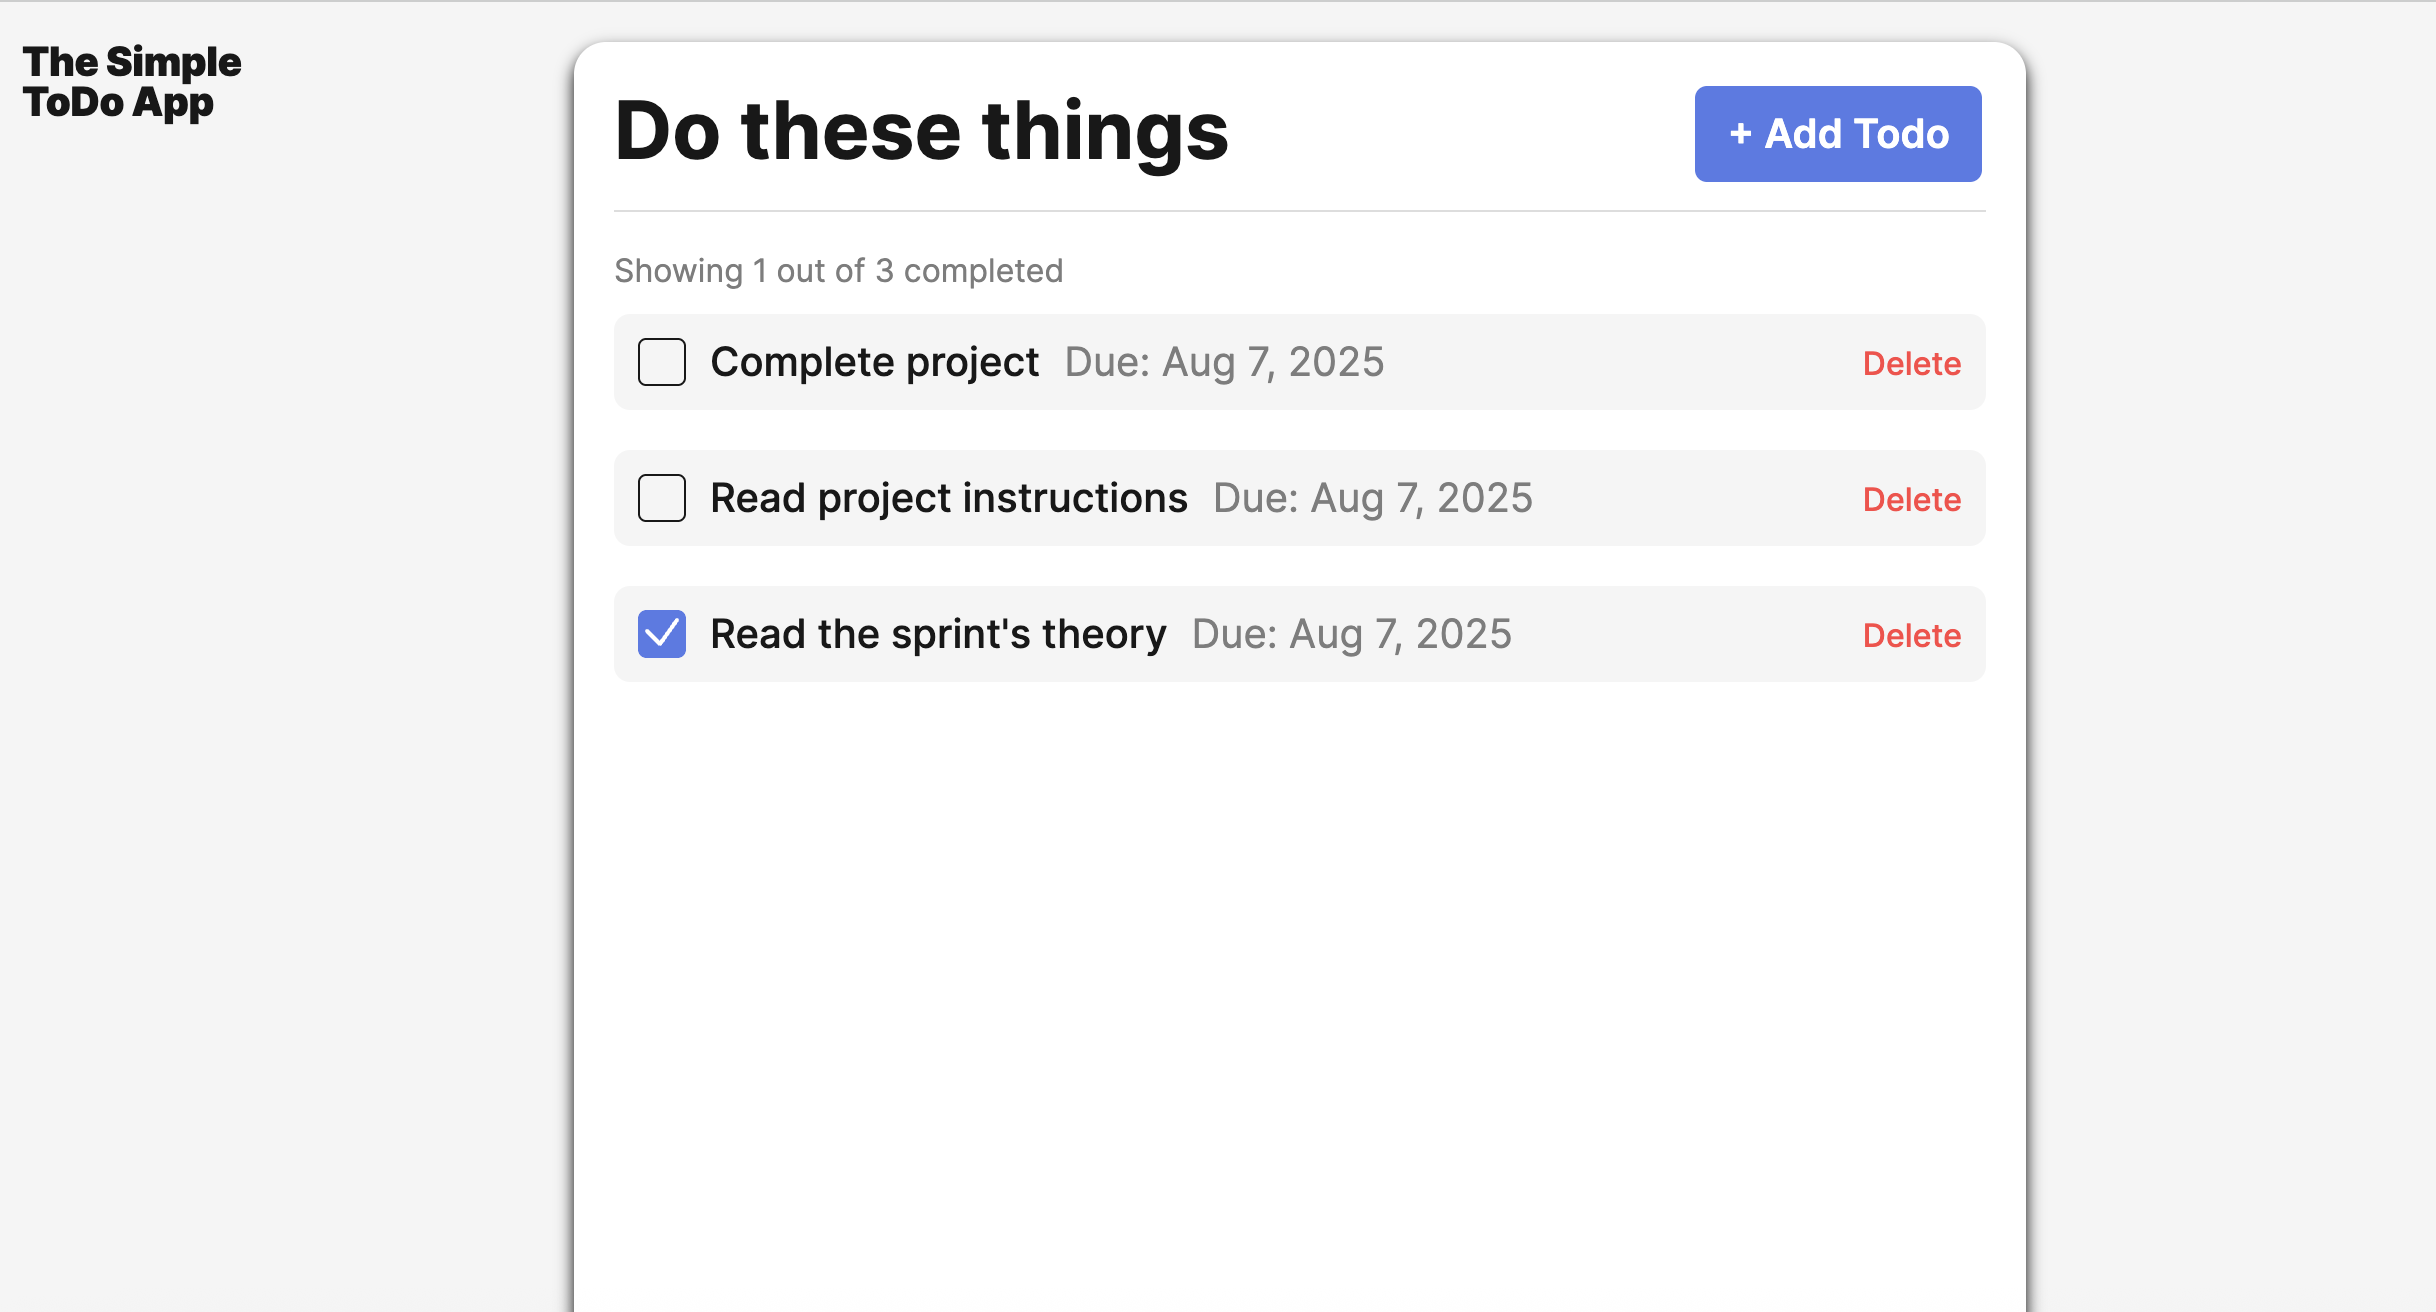 The Simple
ToDo App
Do these things
+ Add Todo
Showing 1 out of 3 completed
Complete project Due: Aug 7, 2025 Delete
Read project instructions Due: Aug 7, 2025 Delete
Read the sprint's theory Due: Aug 7, 2025 Delete